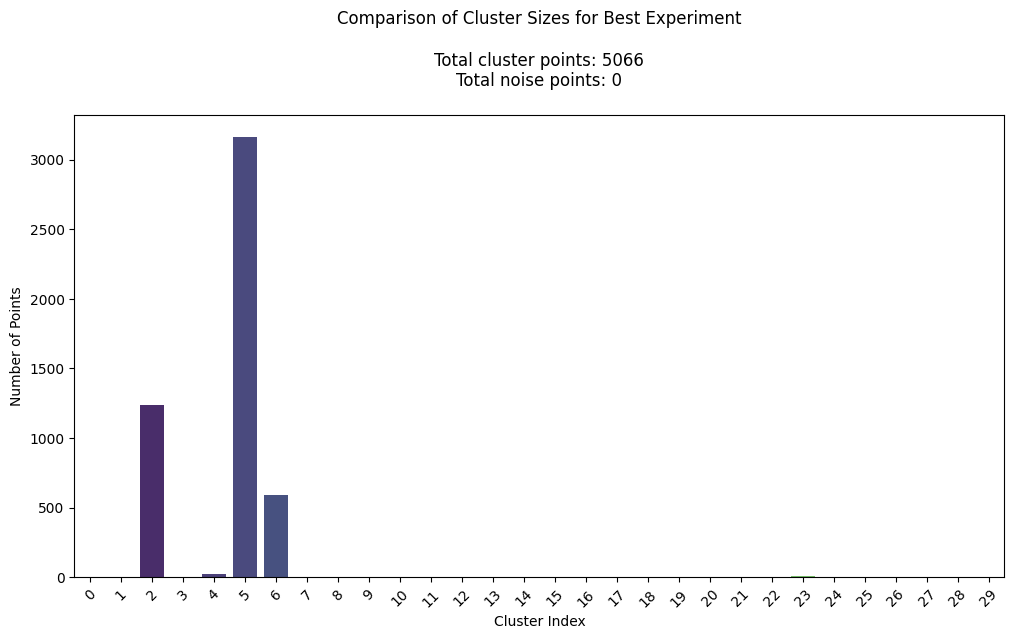 Comparison of Cluster Sizes for Best Experiment
Total cluster points: 5066
Total noise points: 0
3000
2500
2000
1500
1000
500
0
Number of Points
0 1 2 3 4 5 6 7 8 9 10 11 12 13 14 15 16 17 18 19 20 21 22 23 24 25 26 27 28 29
Cluster Index